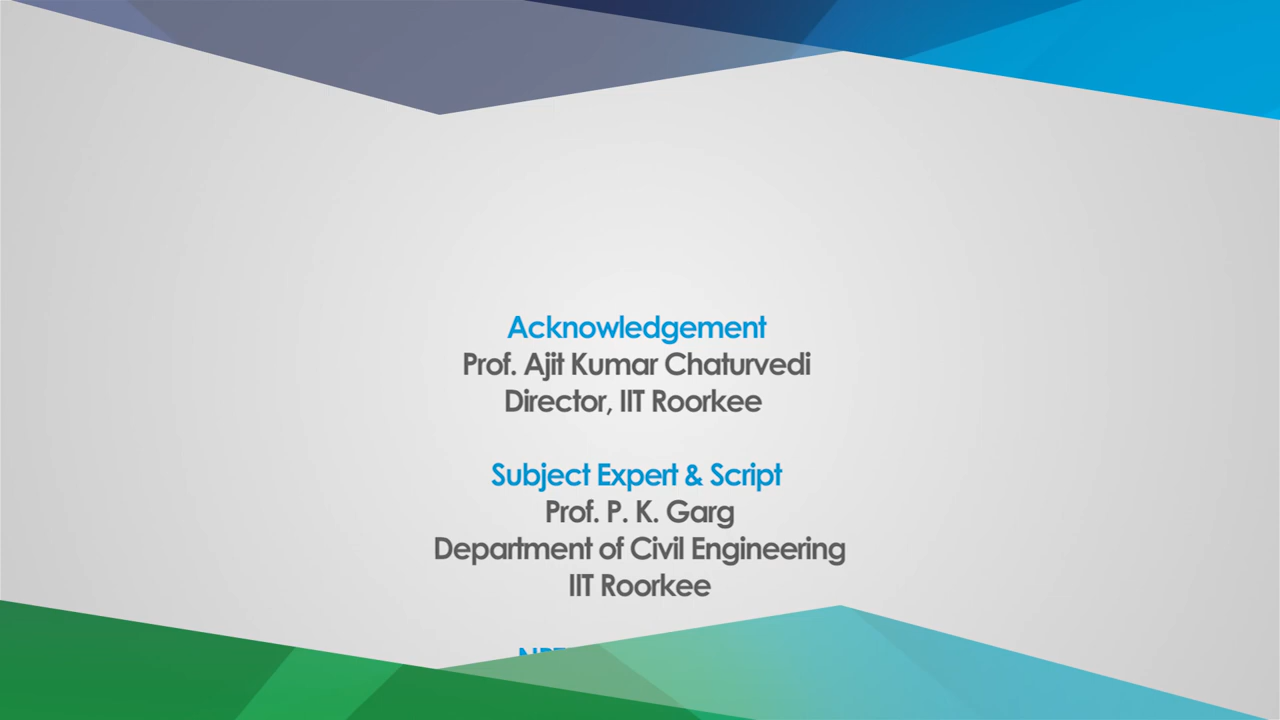 Acknowledgement
Prof. Ajit Kumar Chaturvedi
Director, IIT Roorkee
Subject Expert & Script
Prof. P. K. Garg
Department of Civil Engineering
IIT Roorkee